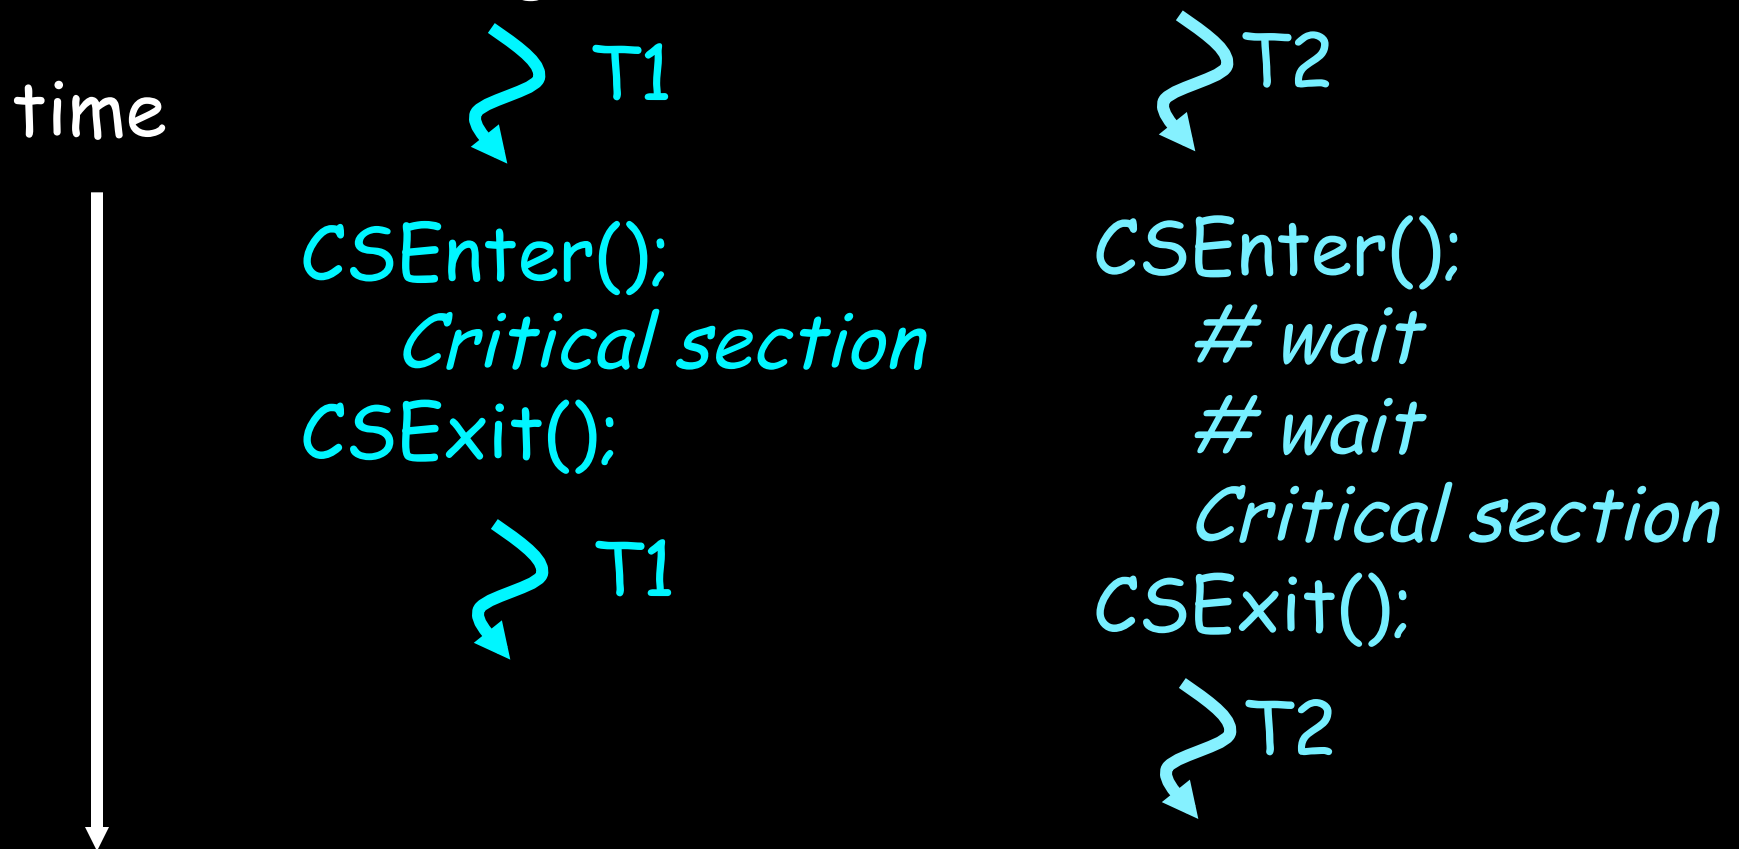 time
T1
CSEnter();
Critical section
CSExit();
T1
T2
CSEnter();
# wait
# wait
Critical section
CSExit();
T2